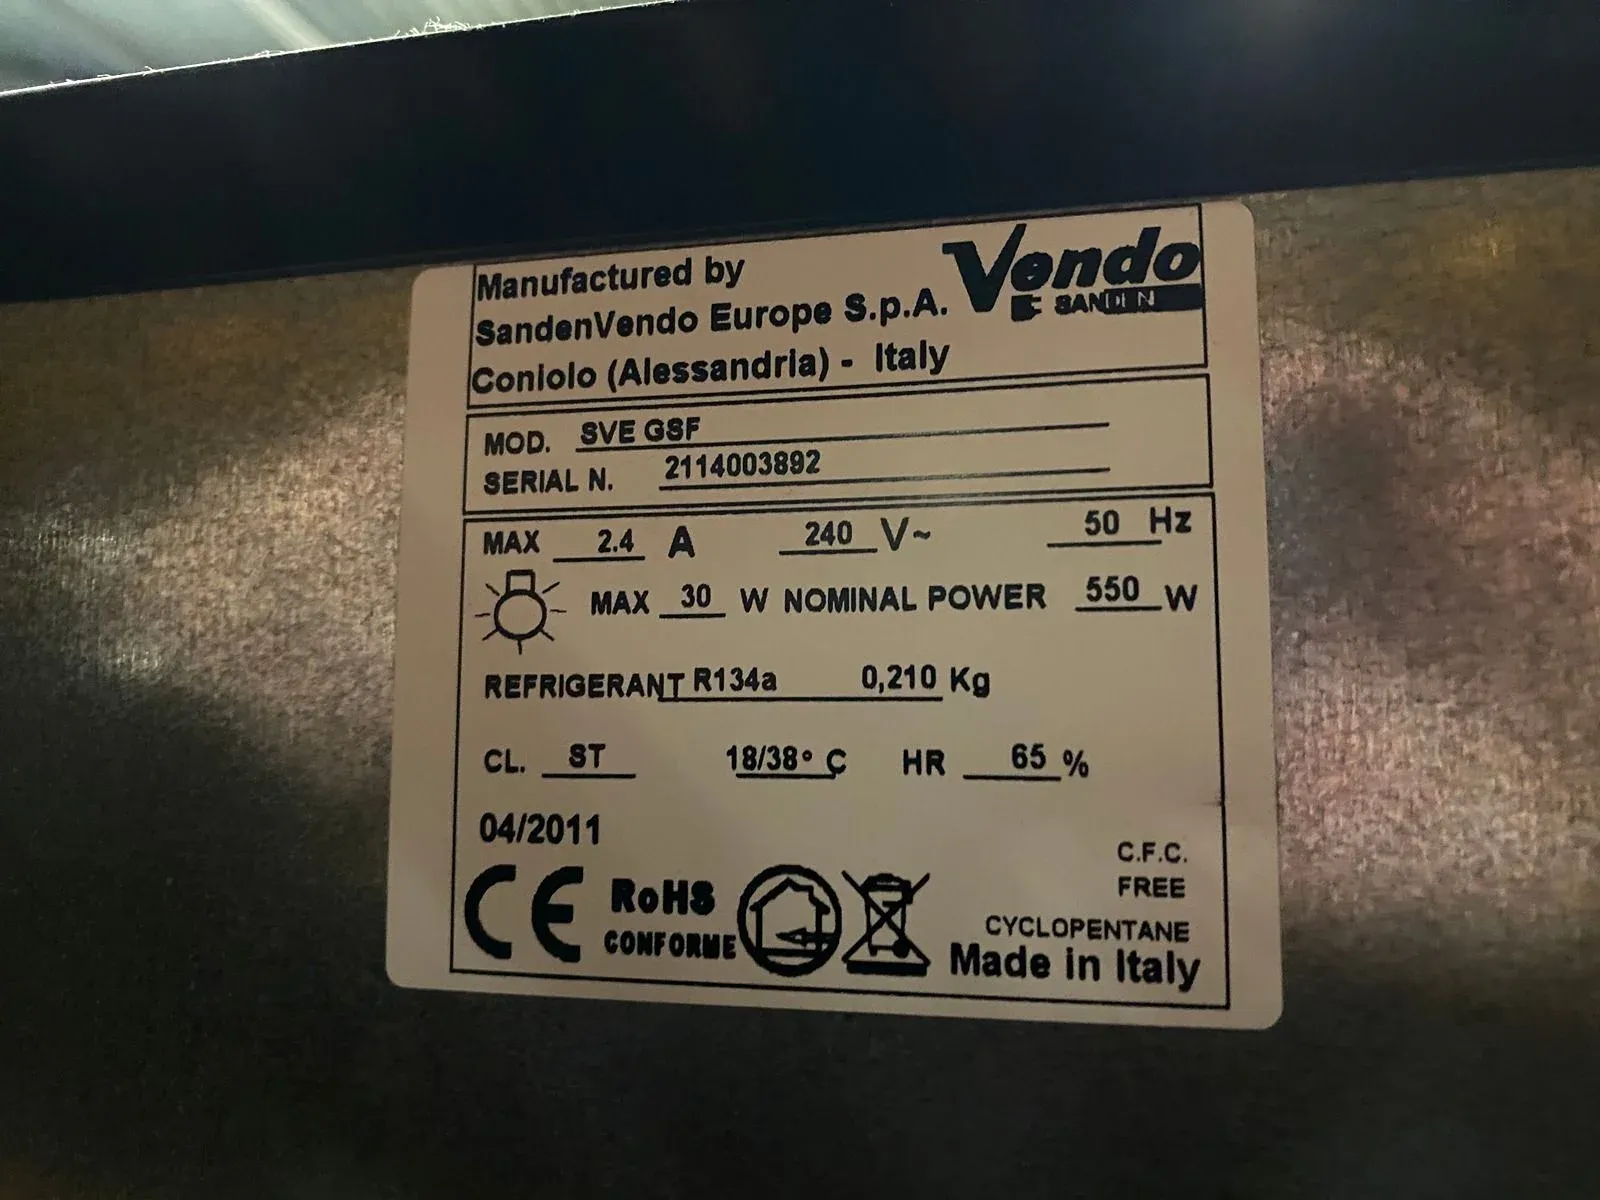 Manufactured by
SandenVendo Europe S.p.A.
Coniolo (Alessandria) - Italy
Vendo
SANDEN
MOD. SVE GSF
SERIAL N. 2114003892
MAX 2.4 A 240 V~ 50 Hz
MAX 30 W NOMINAL POWER 550 W
REFRIGERANT R134a 0,210 Kg
CL. ST 18/38° C HR 65 %
04/2011
C.F.C.
FREE
CE RoHS
CONFORME
CYCLOPENTANE
Made in Italy